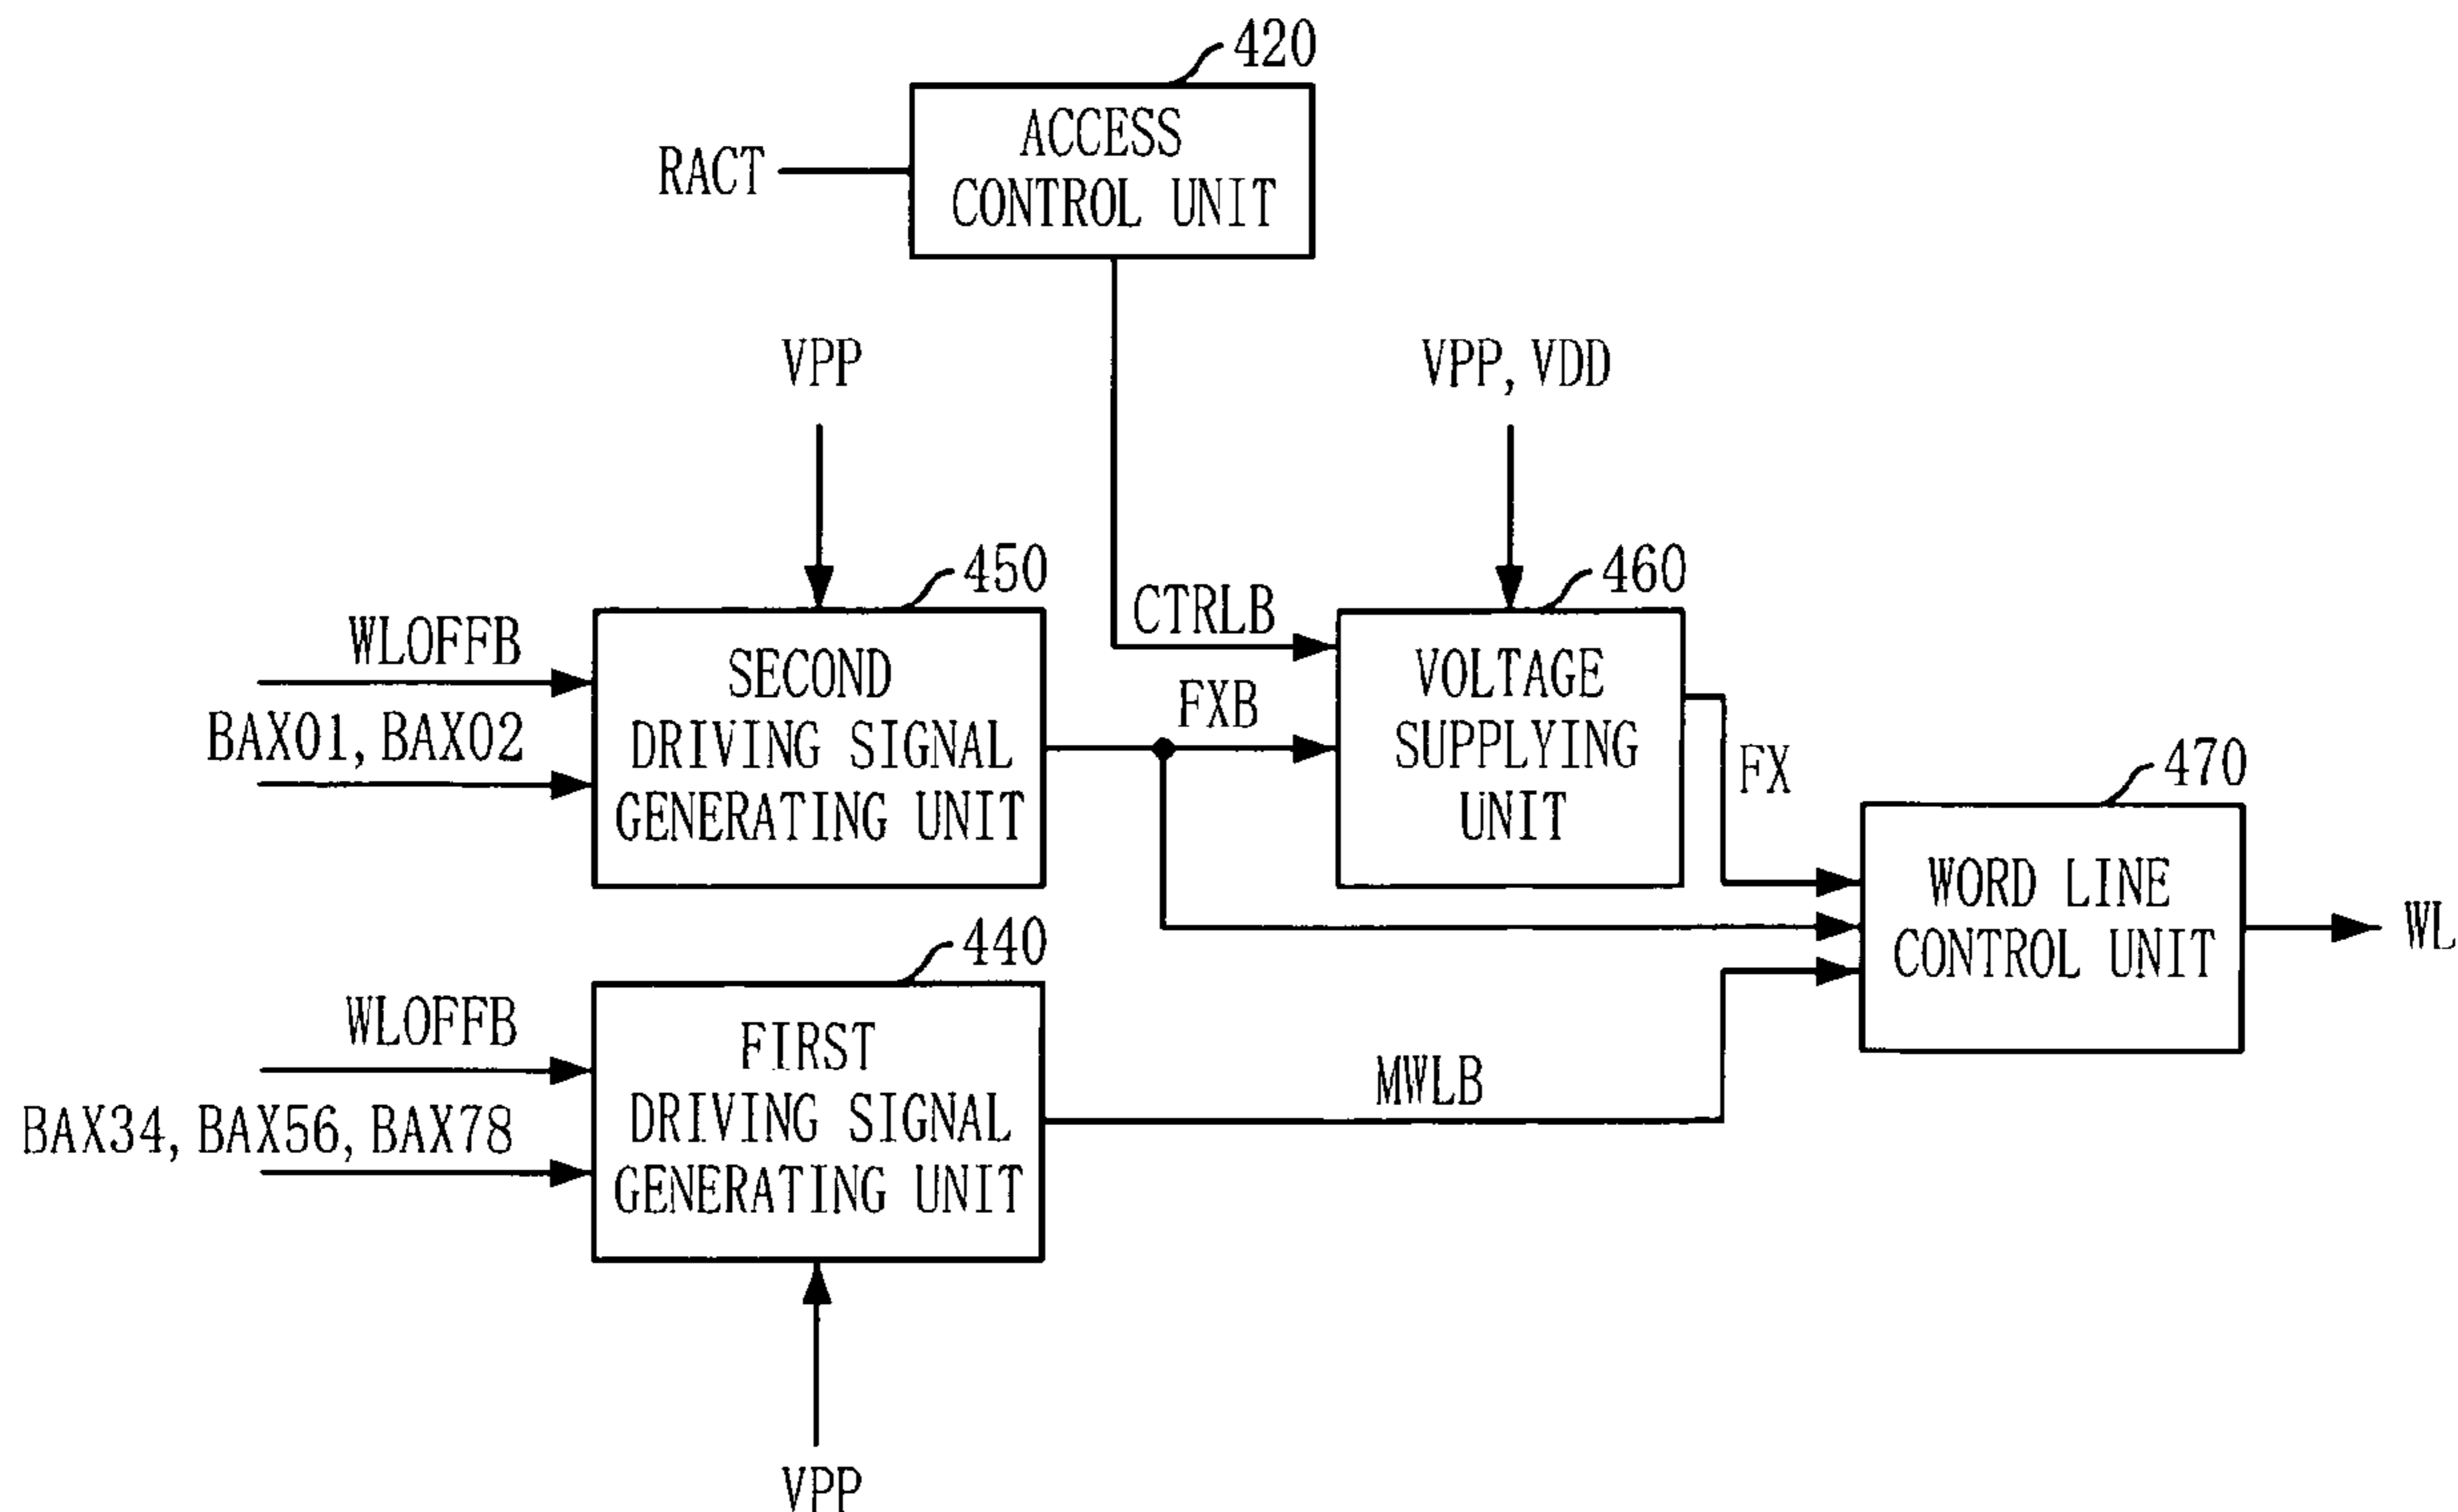 420
ACCESS
CONTROL UNIT
RACT
VPP
VPP, VDD
450
460
WLOFFB
CTRLB
SECOND
DRIVING SIGNAL
GENERATING UNIT
BAX01, BAX02
FXB
VOLTAGE
SUPPLYING
UNIT
FX
470
WORD LINE
CONTROL UNIT
WL
440
WLOFFB
FIRST
DRIVING SIGNAL
GENERATING UNIT
BAX34, BAX56, BAX78
MWLB
VPP